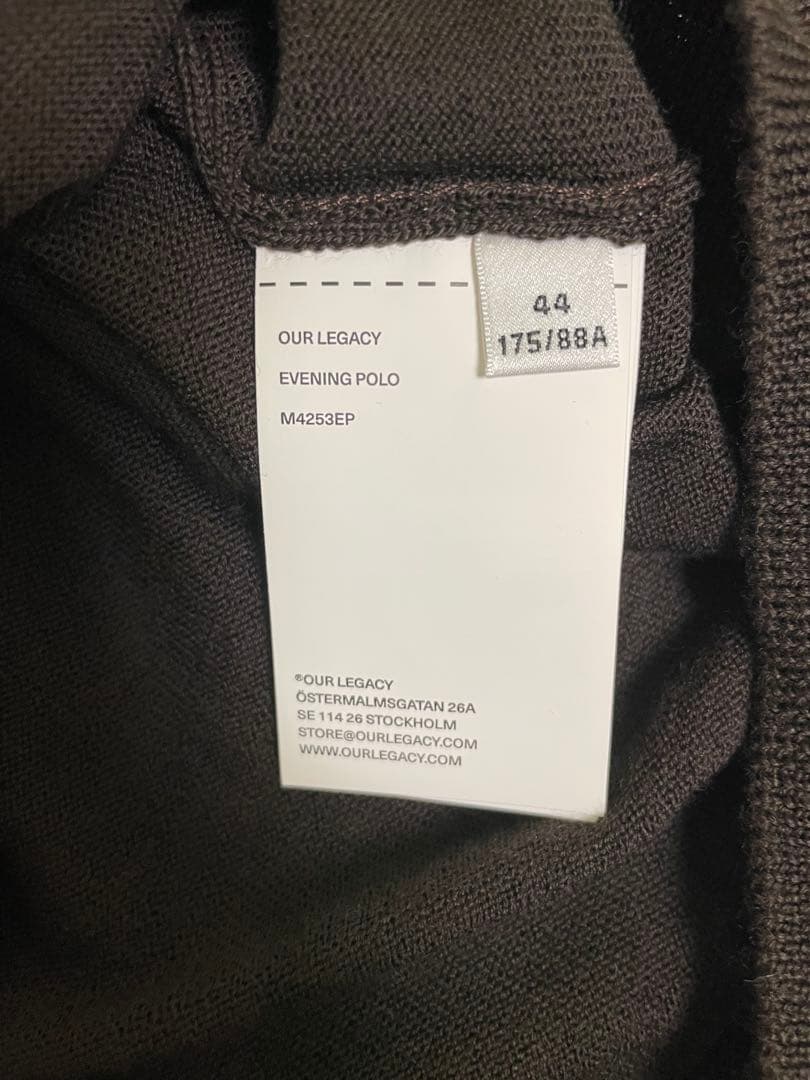 44
175/88A
OUR LEGACY
EVENING POLO
M4253EP
®OUR LEGACY
ÖSTERMALMSGATAN 26A
SE 114 26 STOCKHOLM
STORE@OURLEGACY.COM
WWW.OURLEGACY.COM